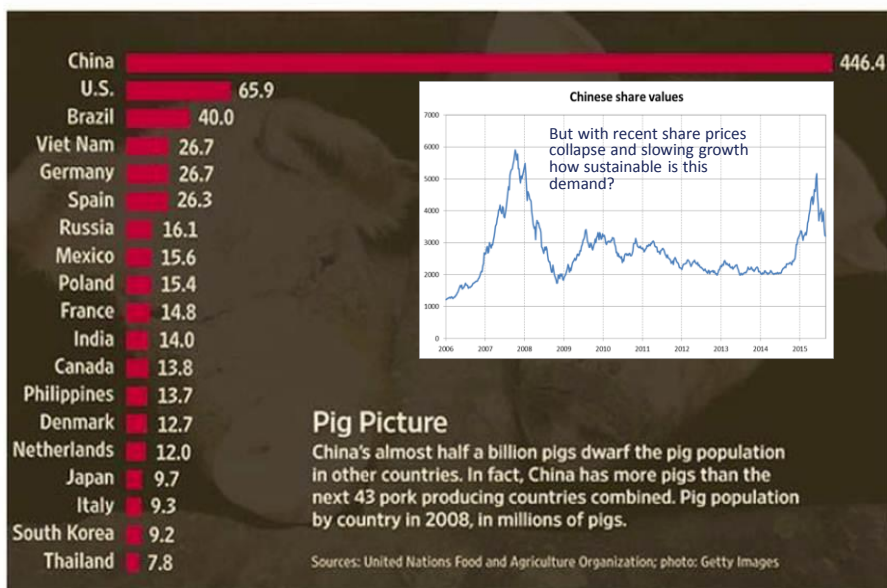 China 446.4
U.S. 65.9
Brazil 40.0
Viet Nam 26.7
Germany 26.7
Spain 26.3
Russia 16.1
Mexico 15.6
Poland 15.4
France 14.8
India 14.0
Canada 13.8
Philippines 13.7
Denmark 12.7
Netherlands 12.0
Japan 9.7
Italy 9.3
South Korea 9.2
Thailand 7.8
Chinese share values
But with recent share prices
collapse and slowing growth
how sustainable is this
demand?
7000
6000
5000
4000
3000
2000
1000
0
2006 2007 2008 2009 2010 2011 2012 2013 2014 2015
Pig Picture
China's almost half a billion pigs dwarf the pig population
in other countries. In fact, China has more pigs than the
next 43 pork producing countries combined. Pig population
by country in 2008, in millions of pigs.
Sources: United Nations Food and Agriculture Organization; photo: Getty Images